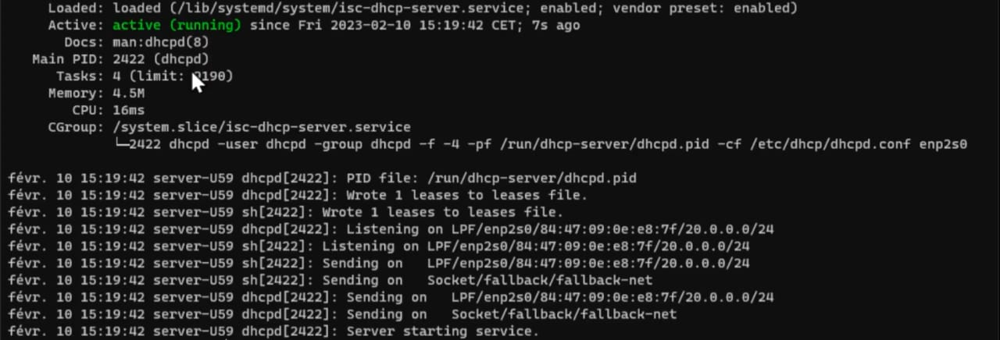 Loaded: loaded (/lib/systemd/system/isc-dhcp-server.service; enabled; vendor preset: enabled)
Active: active (running) since Fri 2023-02-10 15:19:42 CET; 7s ago
Docs: man:dhcpd(8)
Main PID: 2422 (dhcpd)
Tasks: 4 (limit:
Memory: 4.5M
CPU: 16ms
CGroup: /system.slice/isc-dhcp-server.service
└─2422 dhcpd -user dhcpd -group dhcpd -f -4 -pf /run/dhcp-server/dhcpd.pid -cf /etc/dhcp/dhcpd.conf enp2s0
févr. 10 15:19:42 server-U59 dhcpd[2422]: PID file: /run/dhcp-server/dhcpd.pid
févr. 10 15:19:42 server-U59 dhcpd[2422]: Wrote 1 leases to leases file.
févr. 10 15:19:42 server-U59 sh[2422]: Wrote 1 leases to leases file.
févr. 10 15:19:42 server-U59 dhcpd[2422]: Listening on LPF/enp2s0/84:47:09:0e:e8:7f/20.0.0.0/24
févr. 10 15:19:42 server-U59 sh[2422]: Listening on LPF/enp2s0/84:47:09:0e:e8:7f/20.0.0.0/24
févr. 10 15:19:42 server-U59 sh[2422]: Sending on   LPF/enp2s0/84:47:09:0e:e8:7f/20.0.0.0/24
févr. 10 15:19:42 server-U59 sh[2422]: Sending on   Socket/fallback/fallback-net
févr. 10 15:19:42 server-U59 dhcpd[2422]: Sending on   LPF/enp2s0/84:47:09:0e:e8:7f/20.0.0.0/24
févr. 10 15:19:42 server-U59 dhcpd[2422]: Sending on   Socket/fallback/fallback-net
févr. 10 15:19:42 server-U59 dhcpd[2422]: Server starting service.